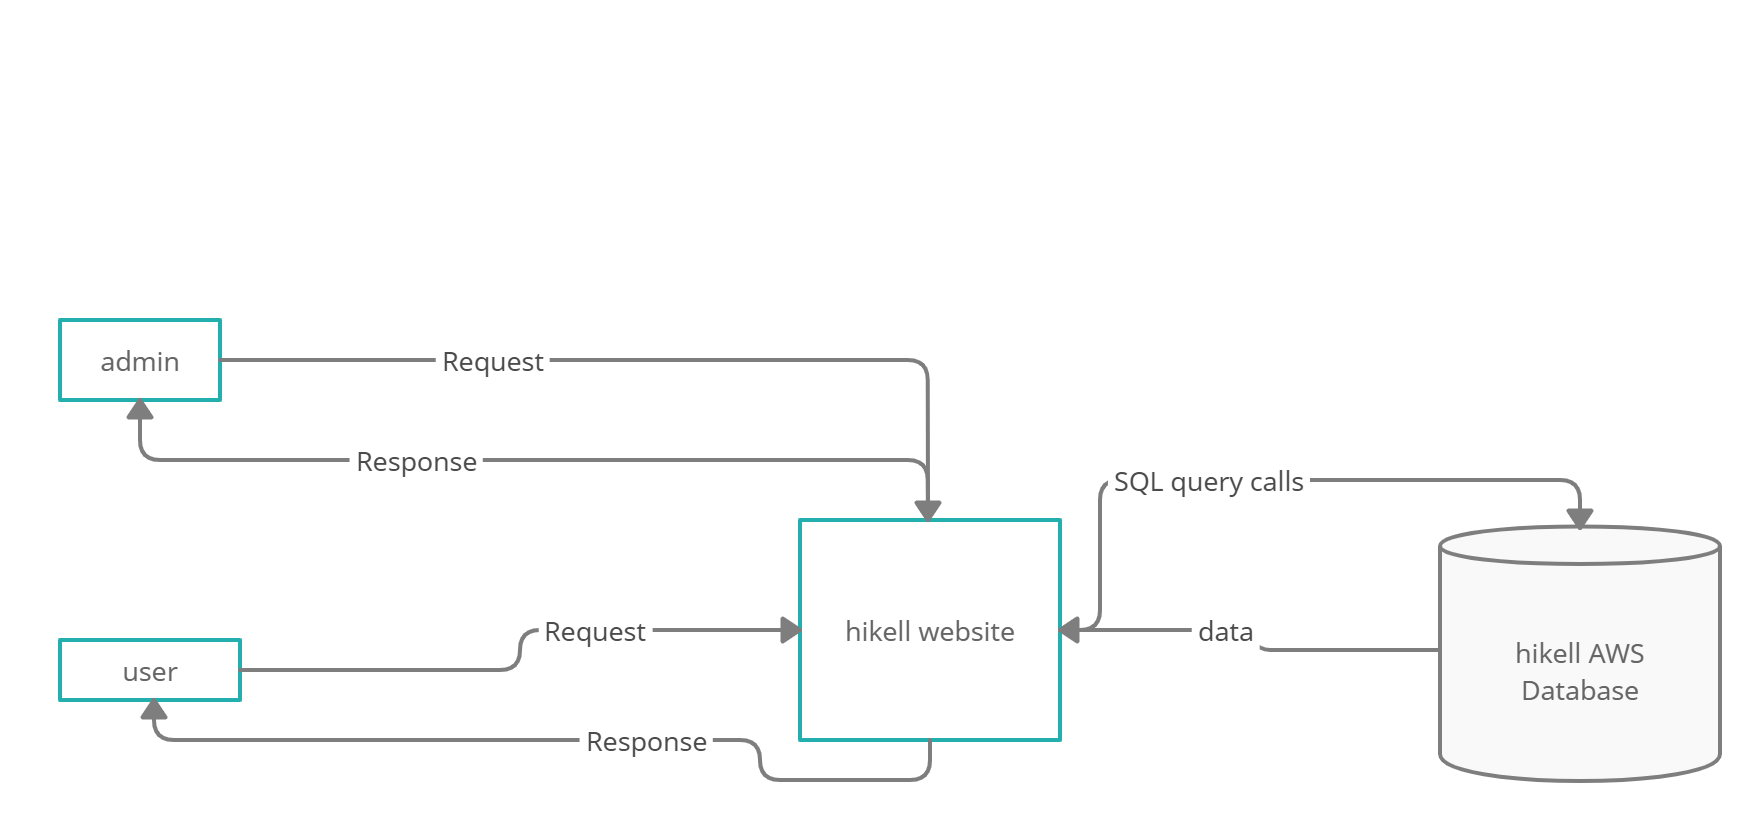 admin
Request
Response
SQL query calls
user
Request
hikell website
data
hikell AWS
Database
Response